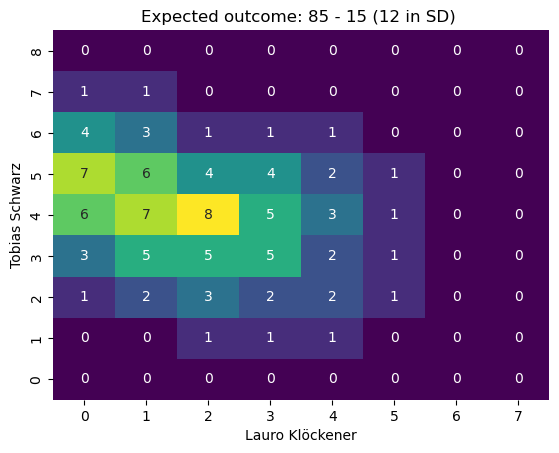 Expected outcome: 85 - 15 (12 in SD)
Tobias Schwarz
8 0 0 0 0 0 0 0 0
7 1 1 0 0 0 0 0 0
6 4 3 1 1 1 0 0 0
5 7 6 4 4 2 1 0 0
4 6 7 8 5 3 1 0 0
3 3 5 5 5 2 1 0 0
2 1 2 3 2 2 1 0 0
1 0 0 1 1 1 0 0 0
0 0 0 0 0 0 0 0 0
0 1 2 3 4 5 6 7
Lauro Klöckener